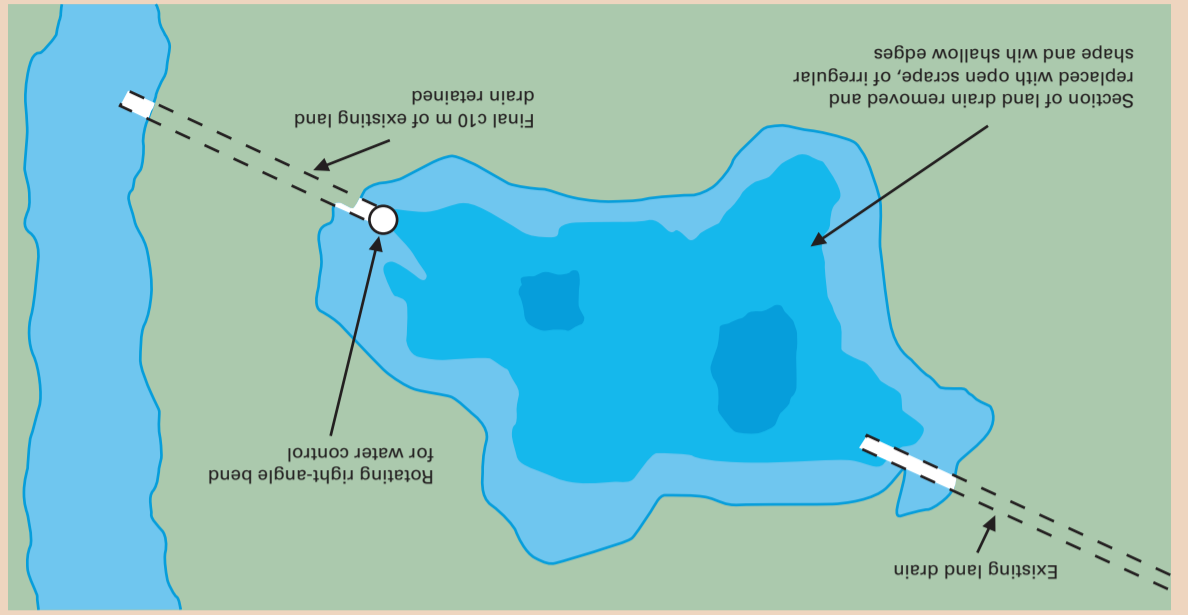 Existing land drain
Rotating right-angle bend
for water control
Final c10 m of existing land
drain retained
Section of land drain removed and
replaced with open scrape, of irregular
shape and wih shallow edges